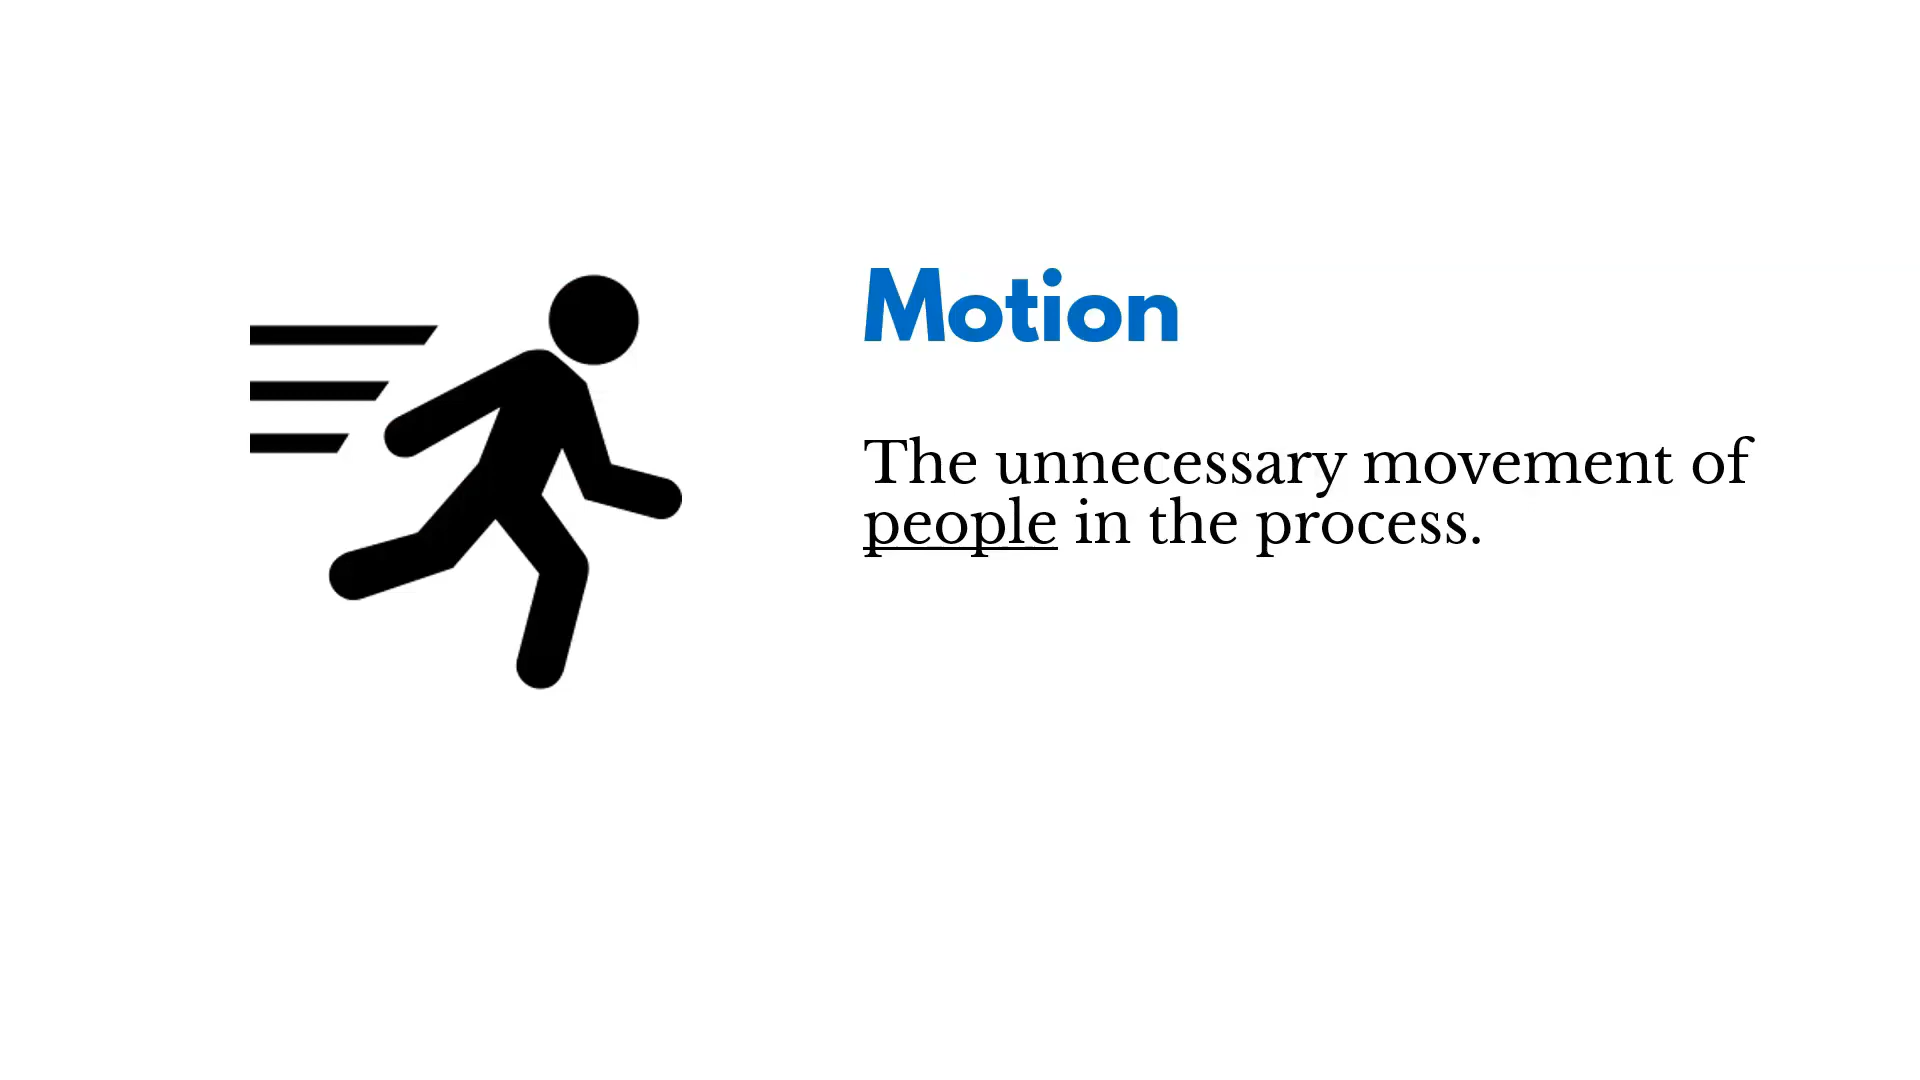 Motion
The unnecessary movement of
people in the process.